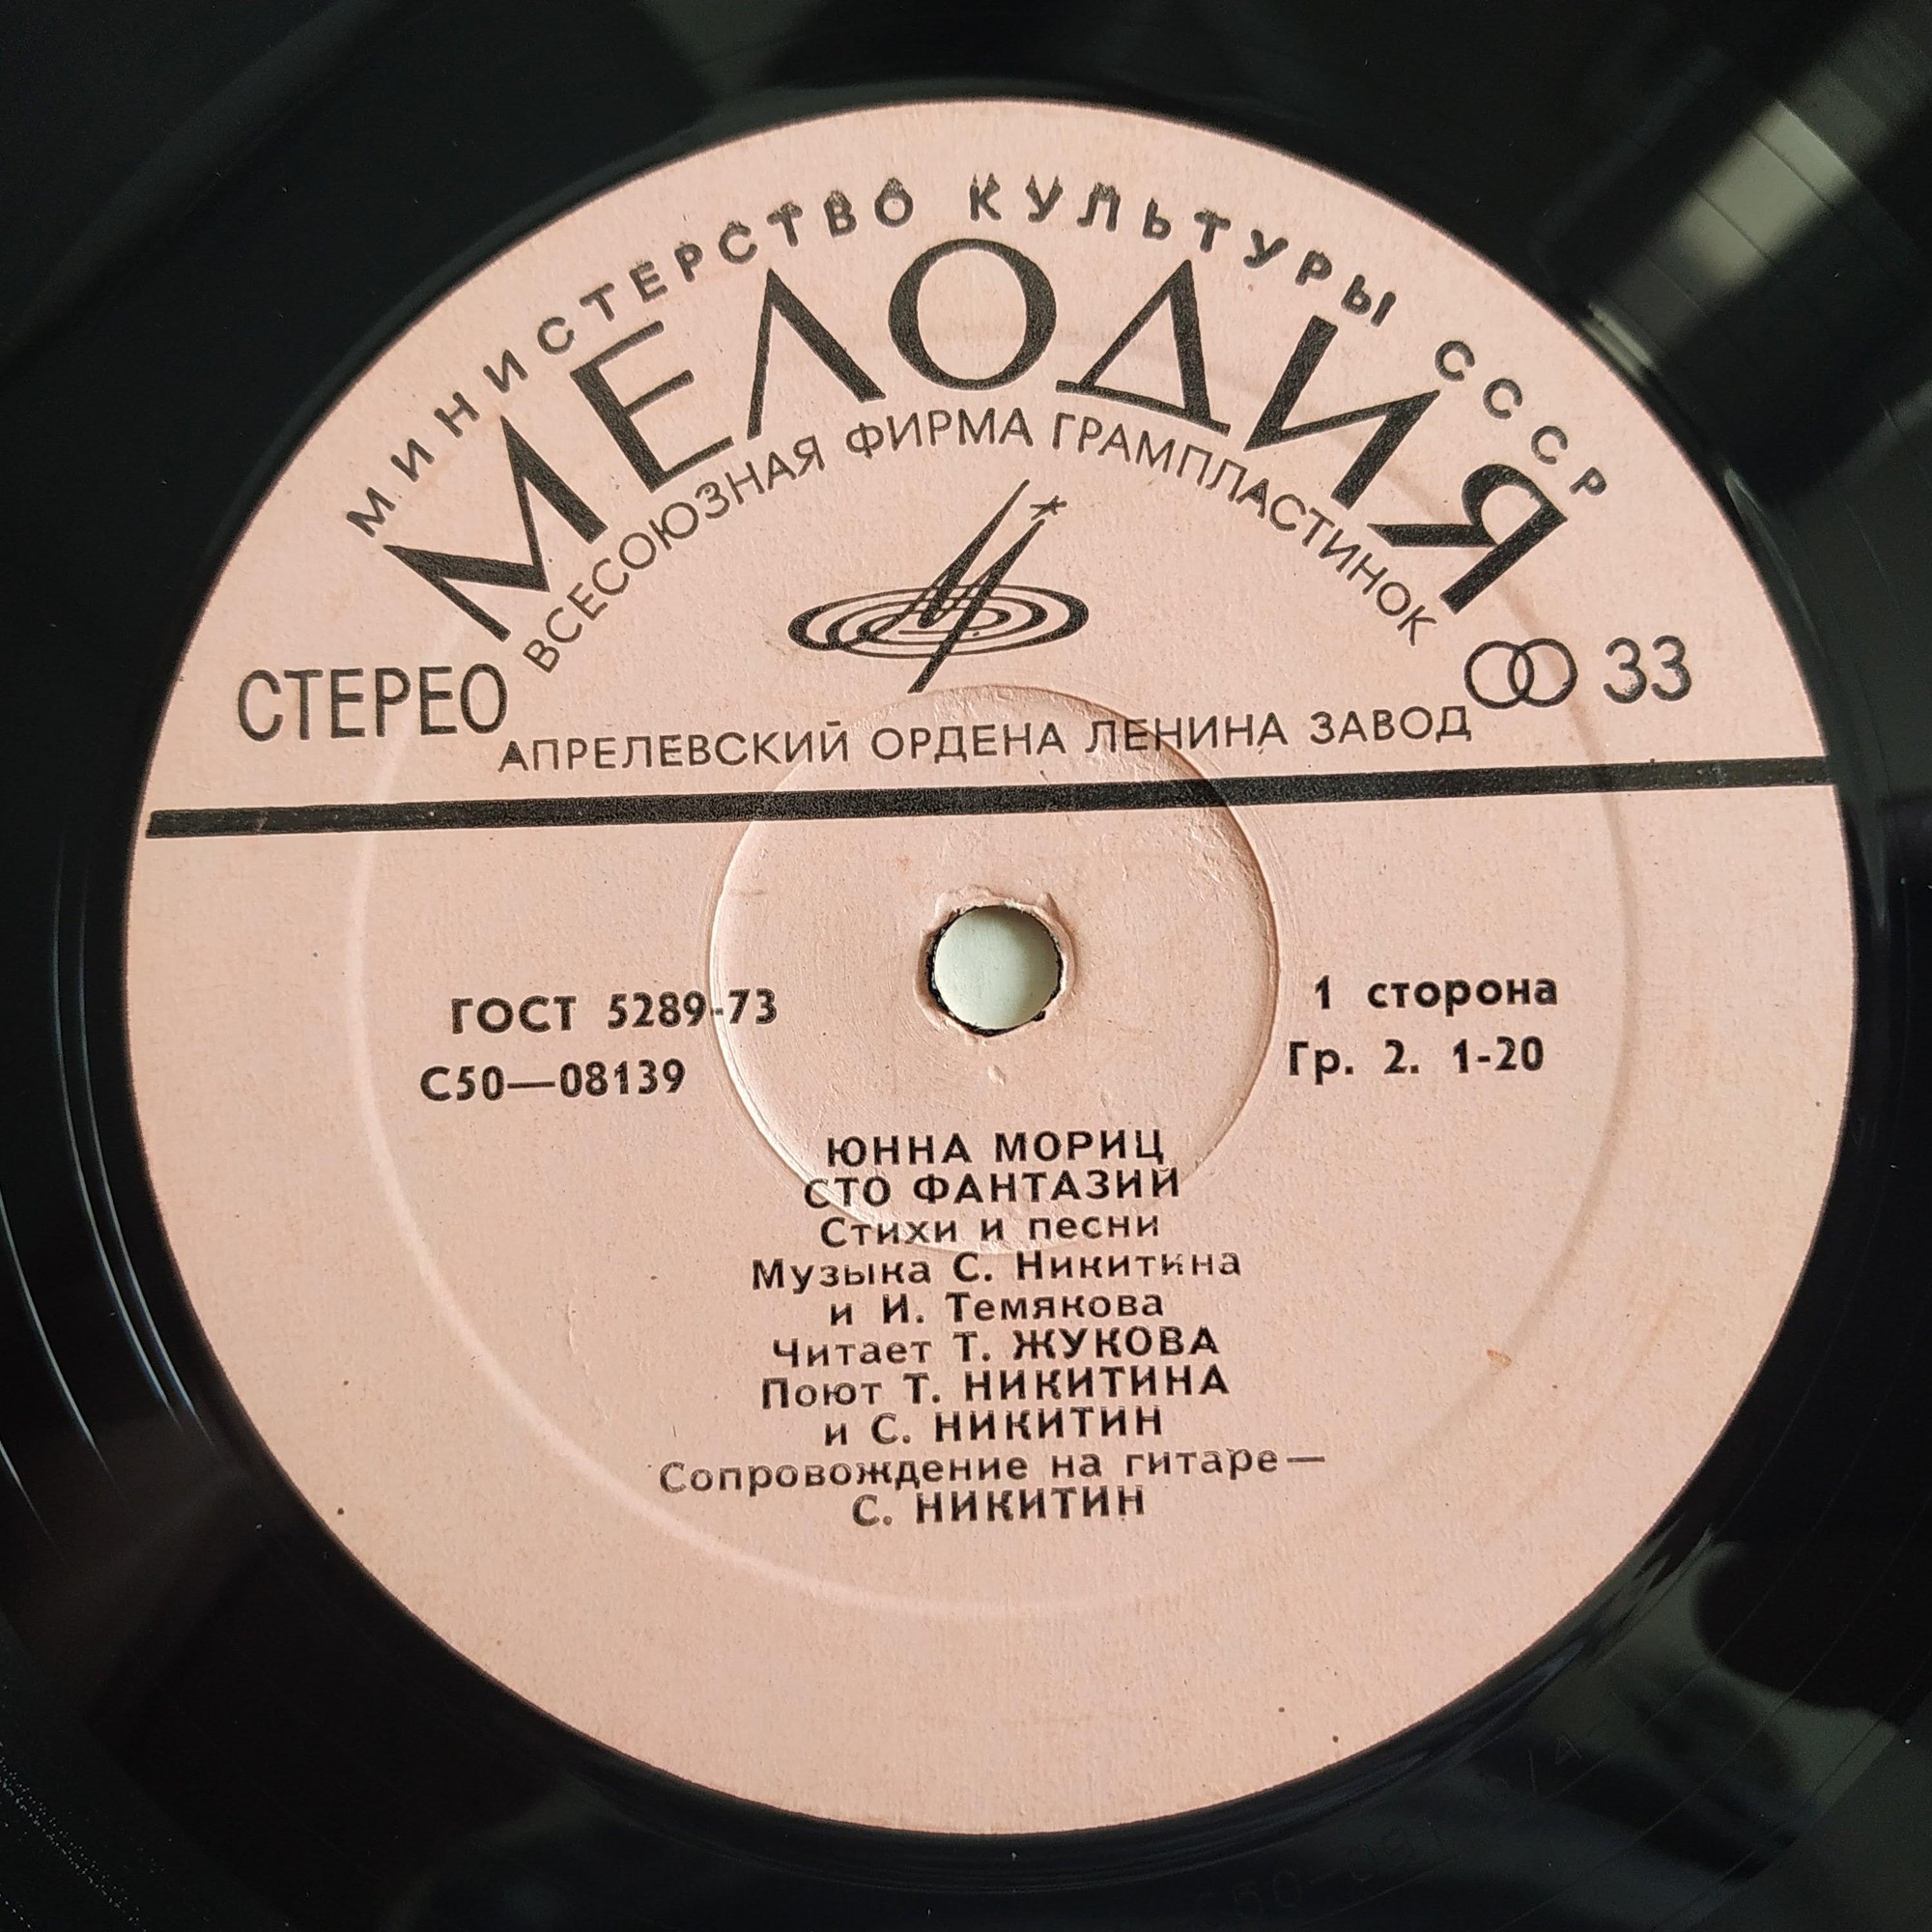 МИНИСТЕРСТВО КУЛЬТУРЫ СССР
МЕЛОДИЯ
ВСЕСОЮЗНАЯ ФИРМА ГРАМПЛАСТИНОК
СТЕРЕО
33
АПРЕЛЕВСКИЙ ОРДЕНА ЛЕНИНА ЗАВОД
ГОСТ 5289-73
С50—08139
1 сторона
Гр. 2. 1-20
ЮННА МОРИЦ
СТО ФАНТАЗИЙ
Стихи и песни
Музыка С. Никитина
и И. Темякова
Читает Т. ЖУКОВА
Поют Т. НИКИТИНА
и С. НИКИТИН
Сопровождение на гитаре—
С. НИКИТИН